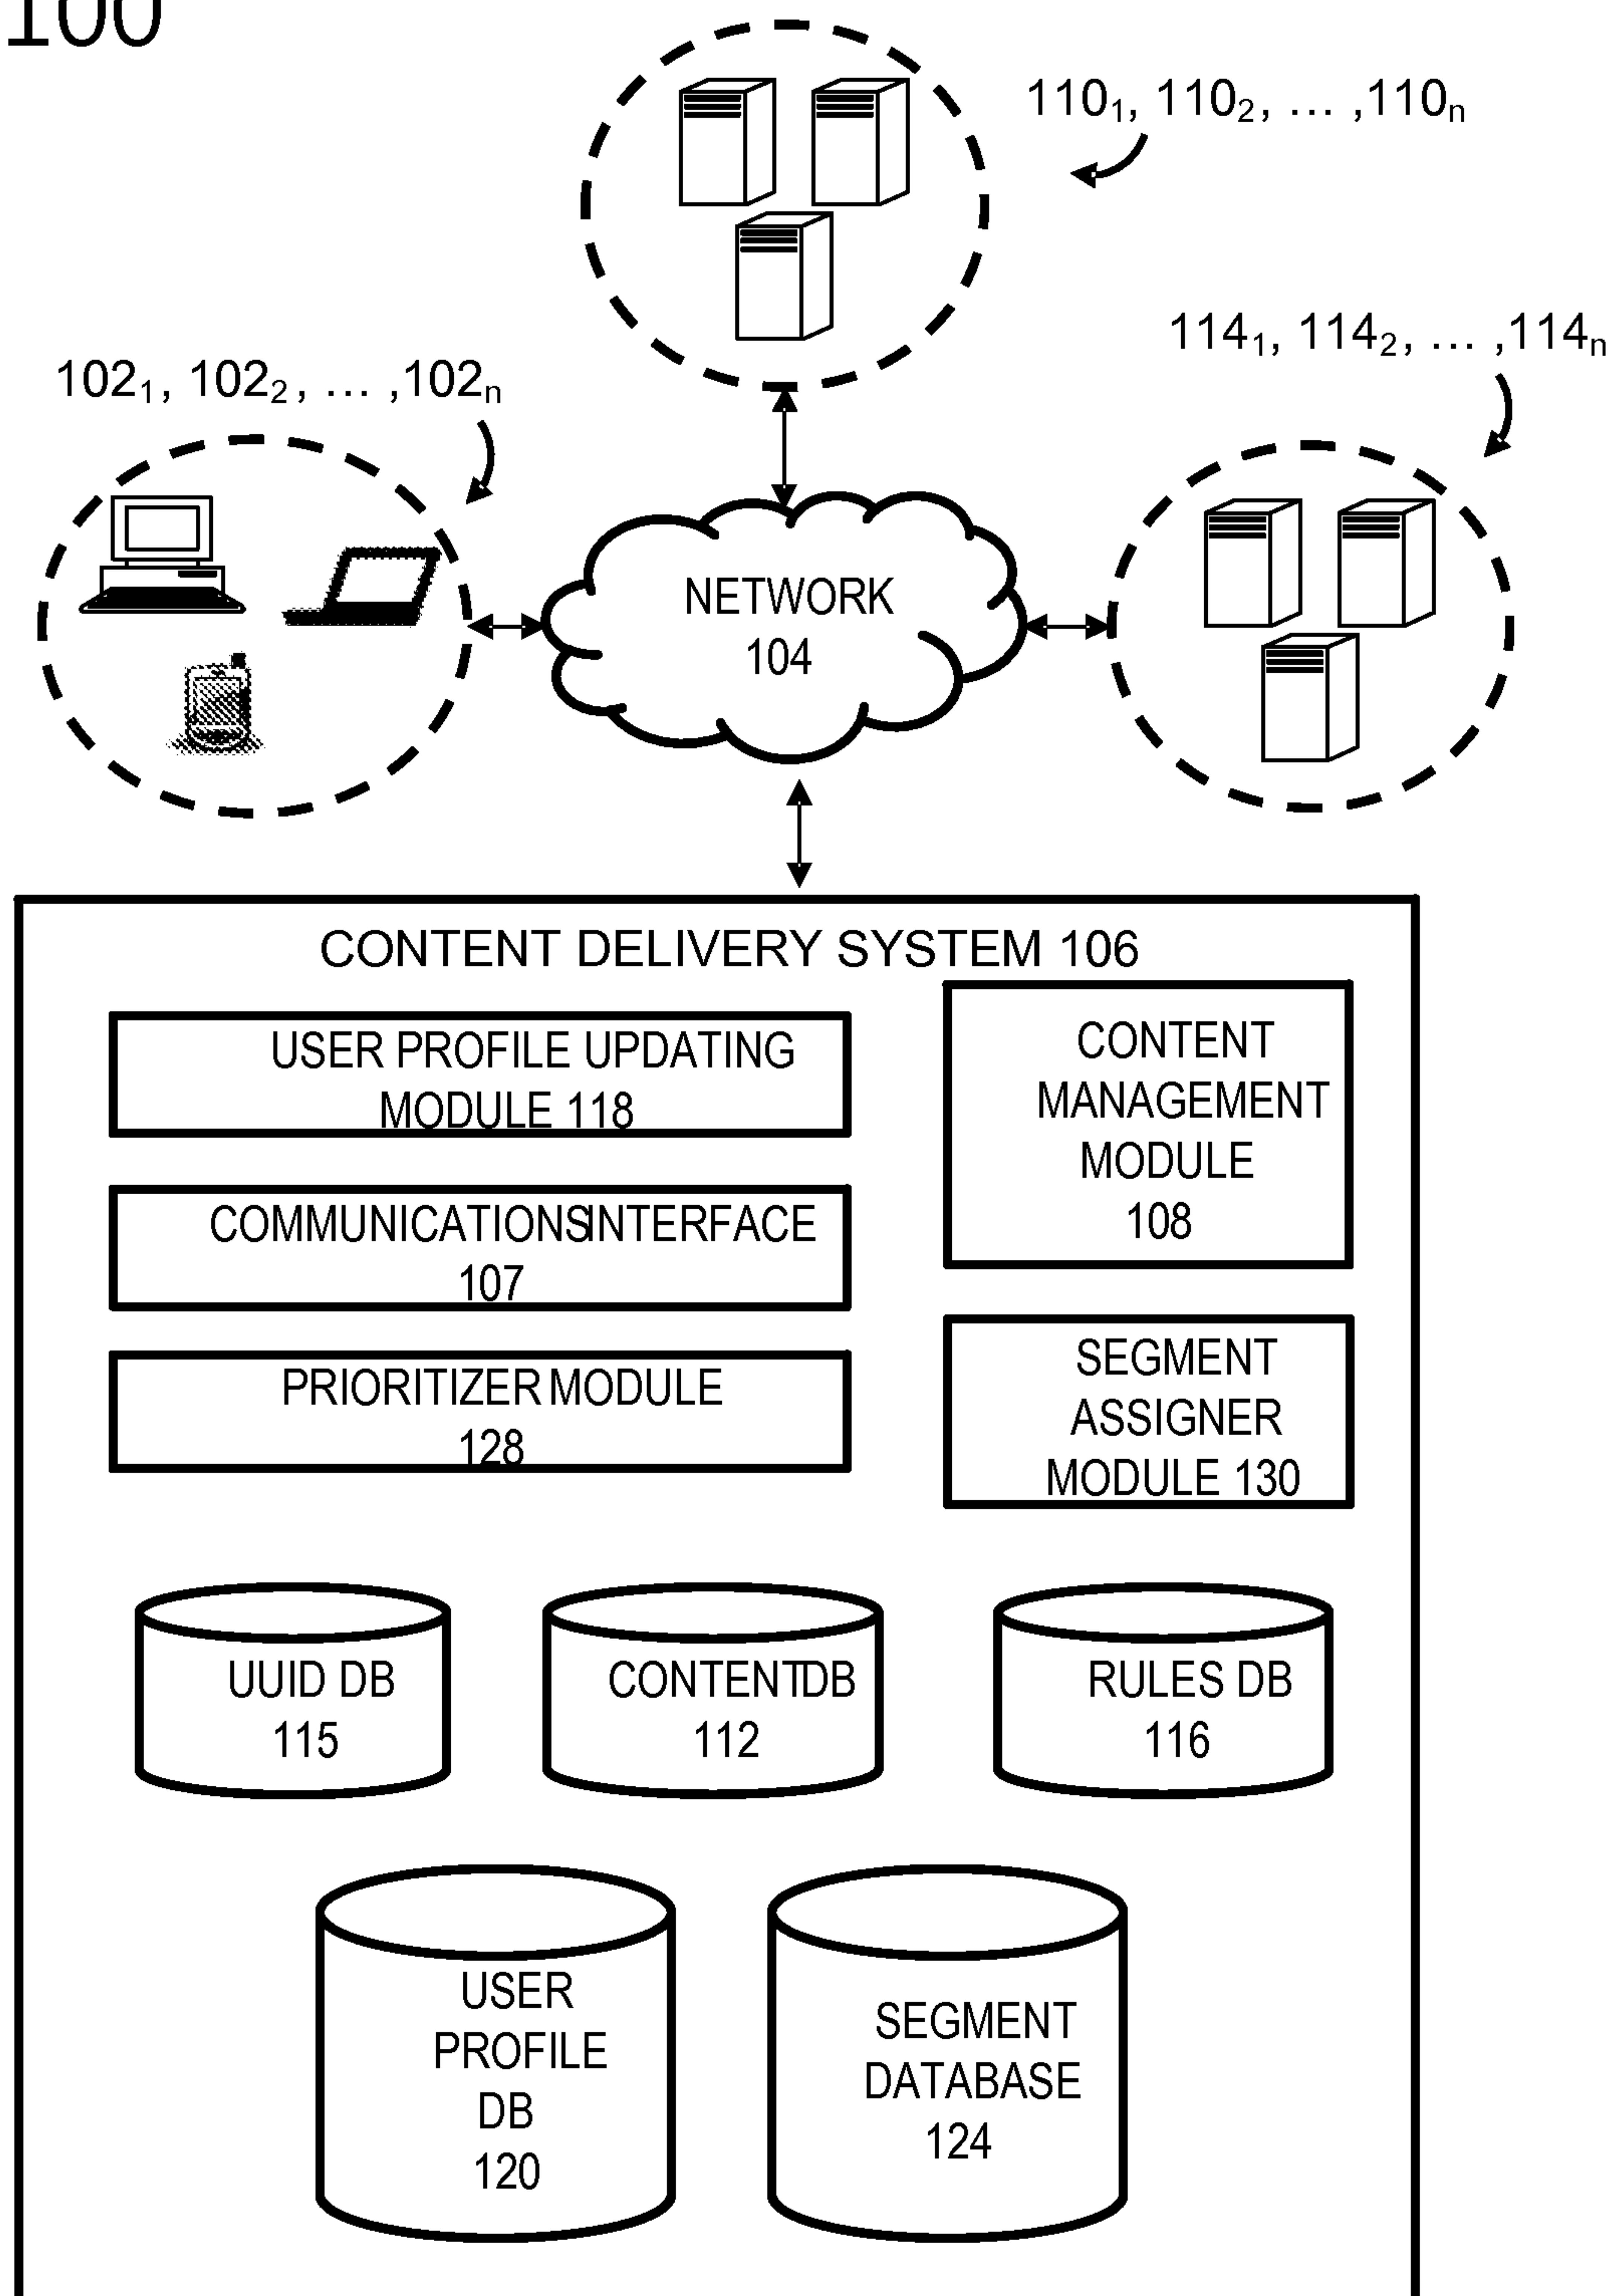 100
110₁, 110₂, ... ,110ₙ
114₁, 114₂, ... ,114ₙ
102₁, 102₂, ... ,102ₙ
NETWORK
104
CONTENT DELIVERY SYSTEM 106
USER PROFILE UPDATING
MODULE 118
CONTENT
MANAGEMENT
MODULE
108
COMMUNICATIONSINTERFACE
107
PRIORITIZER MODULE
128
SEGMENT
ASSIGNER
MODULE 130
UUID DB
115
CONTENTDB
112
RULES DB
116
USER
PROFILE
DB
120
SEGMENT
DATABASE
124